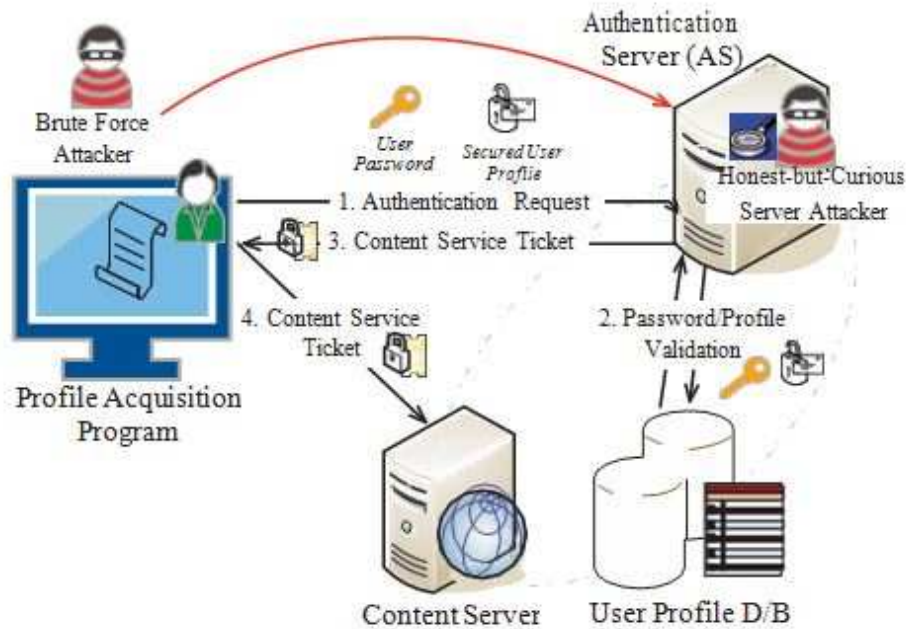 Authentication
Server (AS)
Brute Force
Attacker
User
Password
Secured User
Proflie
Honest-but-Curious
Server Attacker
1. Authentication Request
3. Content Service Ticket
4. Content Service
Ticket
2. Password/Profile
Validation
Profile Acquisition
Program
Content Server
User Profile D/B